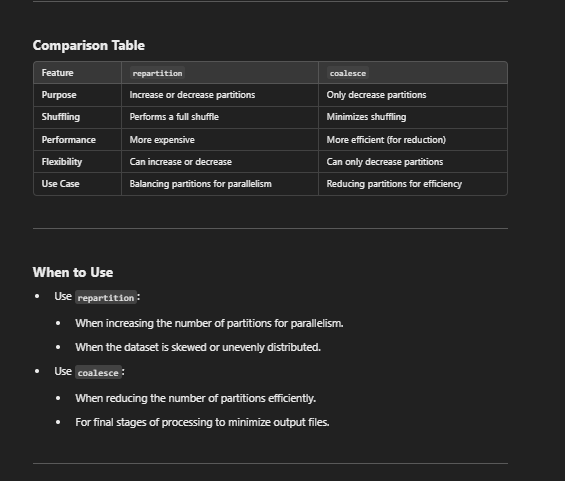 Comparison Table
Feature repartition coalesce
Purpose Increase or decrease partitions Only decrease partitions
Shuffling Performs a full shuffle Minimizes shuffling
Performance More expensive More efficient (for reduction)
Flexibility Can increase or decrease Can only decrease partitions
Use Case Balancing partitions for parallelism Reducing partitions for efficiency
When to Use
• Use repartition:
• When increasing the number of partitions for parallelism.
• When the dataset is skewed or unevenly distributed.
• Use coalesce:
• When reducing the number of partitions efficiently.
• For final stages of processing to minimize output files.